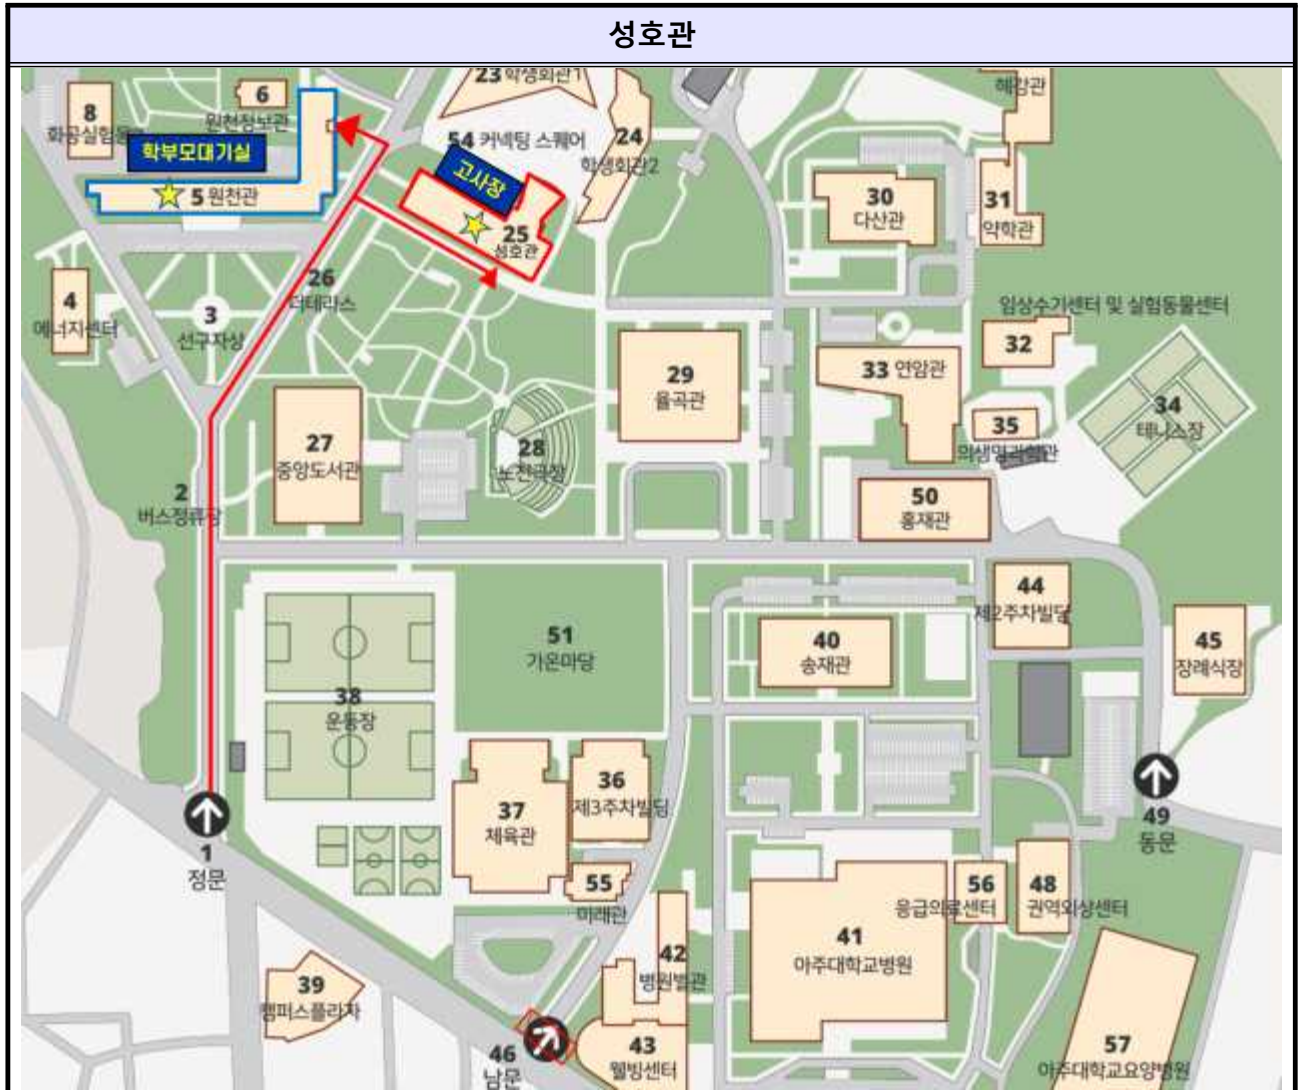 성호관
23 학생회관1
혜강관
8
화공실험동
6
원천정보관
24
학생회관2
54 커넥팅 스퀘어
학부모대기실
고사장
5 원천관
25
성호관
30
다산관
31
약학관
4
에너지센터
3
선구자상
26
더테라스
임상수기센터 및 실험동물센터
32
29
율곡관
33 연암관
34
테니스장
35
의생명과학관
27
중앙도서관
28
노천극장
2
버스정류장
50
홍재관
44
제2주차빌딩
51
가온마당
40
송재관
45
장례식장
38
운동장
36
제3주차빌딩
37
체육관
1
정문
49
동문
55
미래관
56
응급의료센터
48
권역외상센터
41
아주대학교병원
42
병원별관
39
캠퍼스플라자
46
남문
43
웰빙센터
57
아주대학교요양병원